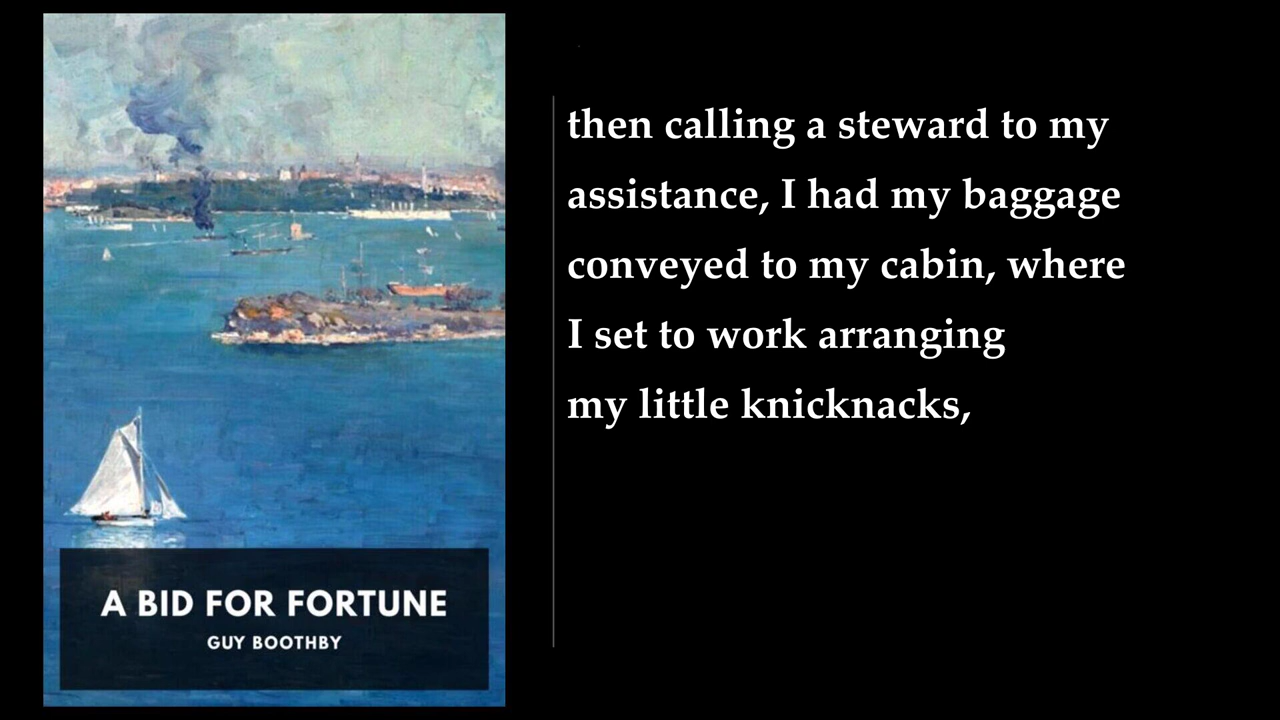 then calling a steward to my
assistance, I had my baggage
conveyed to my cabin, where
I set to work arranging
my little knicknacks,
A BID FOR FORTUNE
GUY BOOTHBY